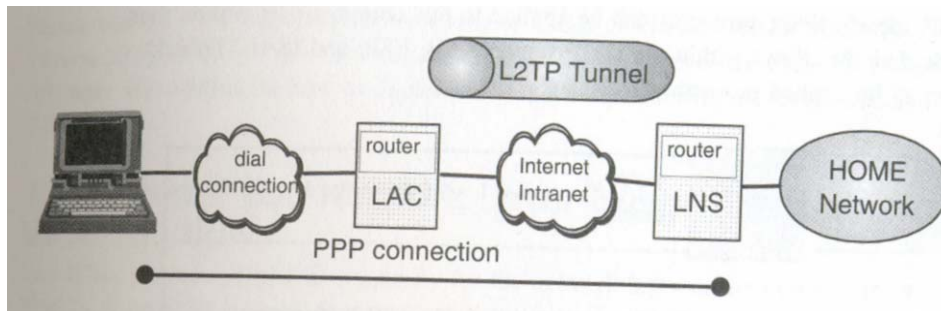 L2TP Tunnel
dial
connection
router
LAC
Internet
Intranet
router
LNS
HOME
Network
PPP connection